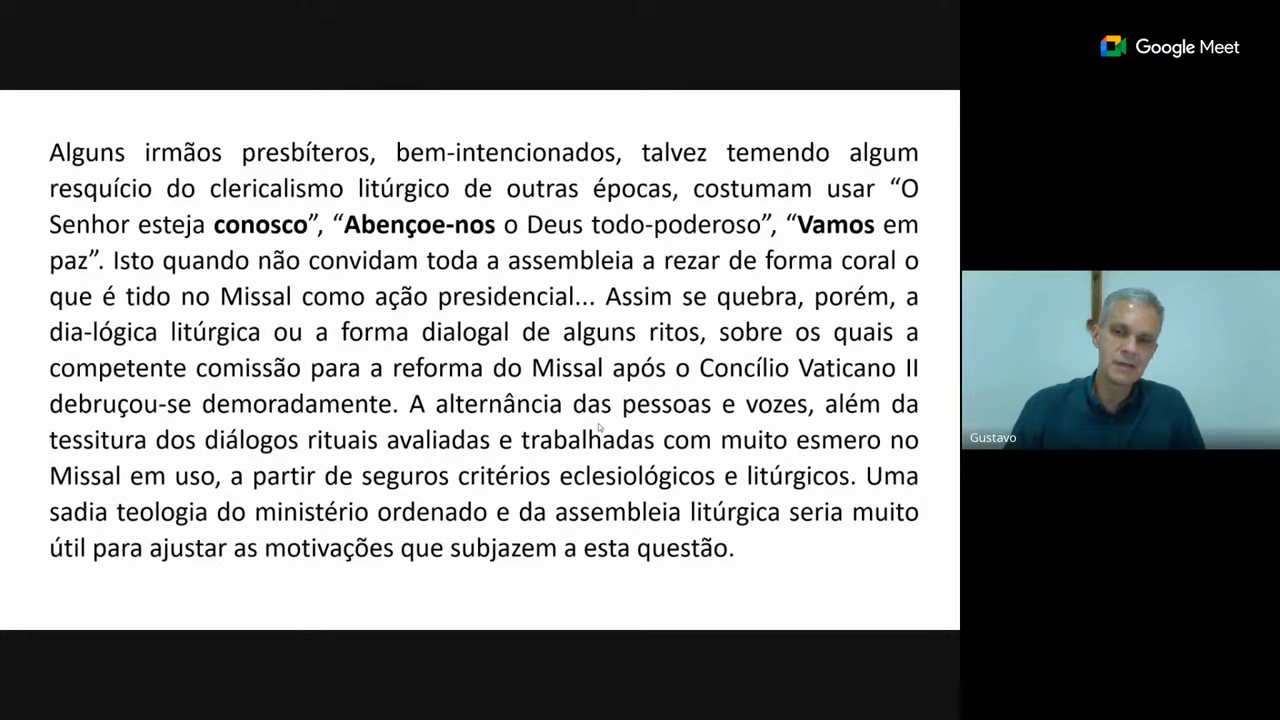 Google Meet
Alguns irmãos presbíteros, bem-intencionados, talvez temendo algum
resquício do clericalismo litúrgico de outras épocas, costumam usar “O
Senhor esteja conosco”, “Abençoe-nos o Deus todo-poderoso”, “Vamos em
paz”. Isto quando não convidam toda a assembleia a rezar de forma coral o
que é tido no Missal como ação presidencial... Assim se quebra, porém, a
dia-lógica litúrgica ou a forma dialogal de alguns ritos, sobre os quais a
competente comissão para a reforma do Missal após o Concílio Vaticano II
debruçou-se demoradamente. A alternância das pessoas e vozes, além da
tessitura dos diálogos rituais avaliadas e trabalhadas com muito esmero no
Missal em uso, a partir de seguros critérios eclesiológicos e litúrgicos. Uma
sadia teologia do ministério ordenado e da assembleia litúrgica seria muito
útil para ajustar as motivações que subjazem a esta questão.
Gustavo